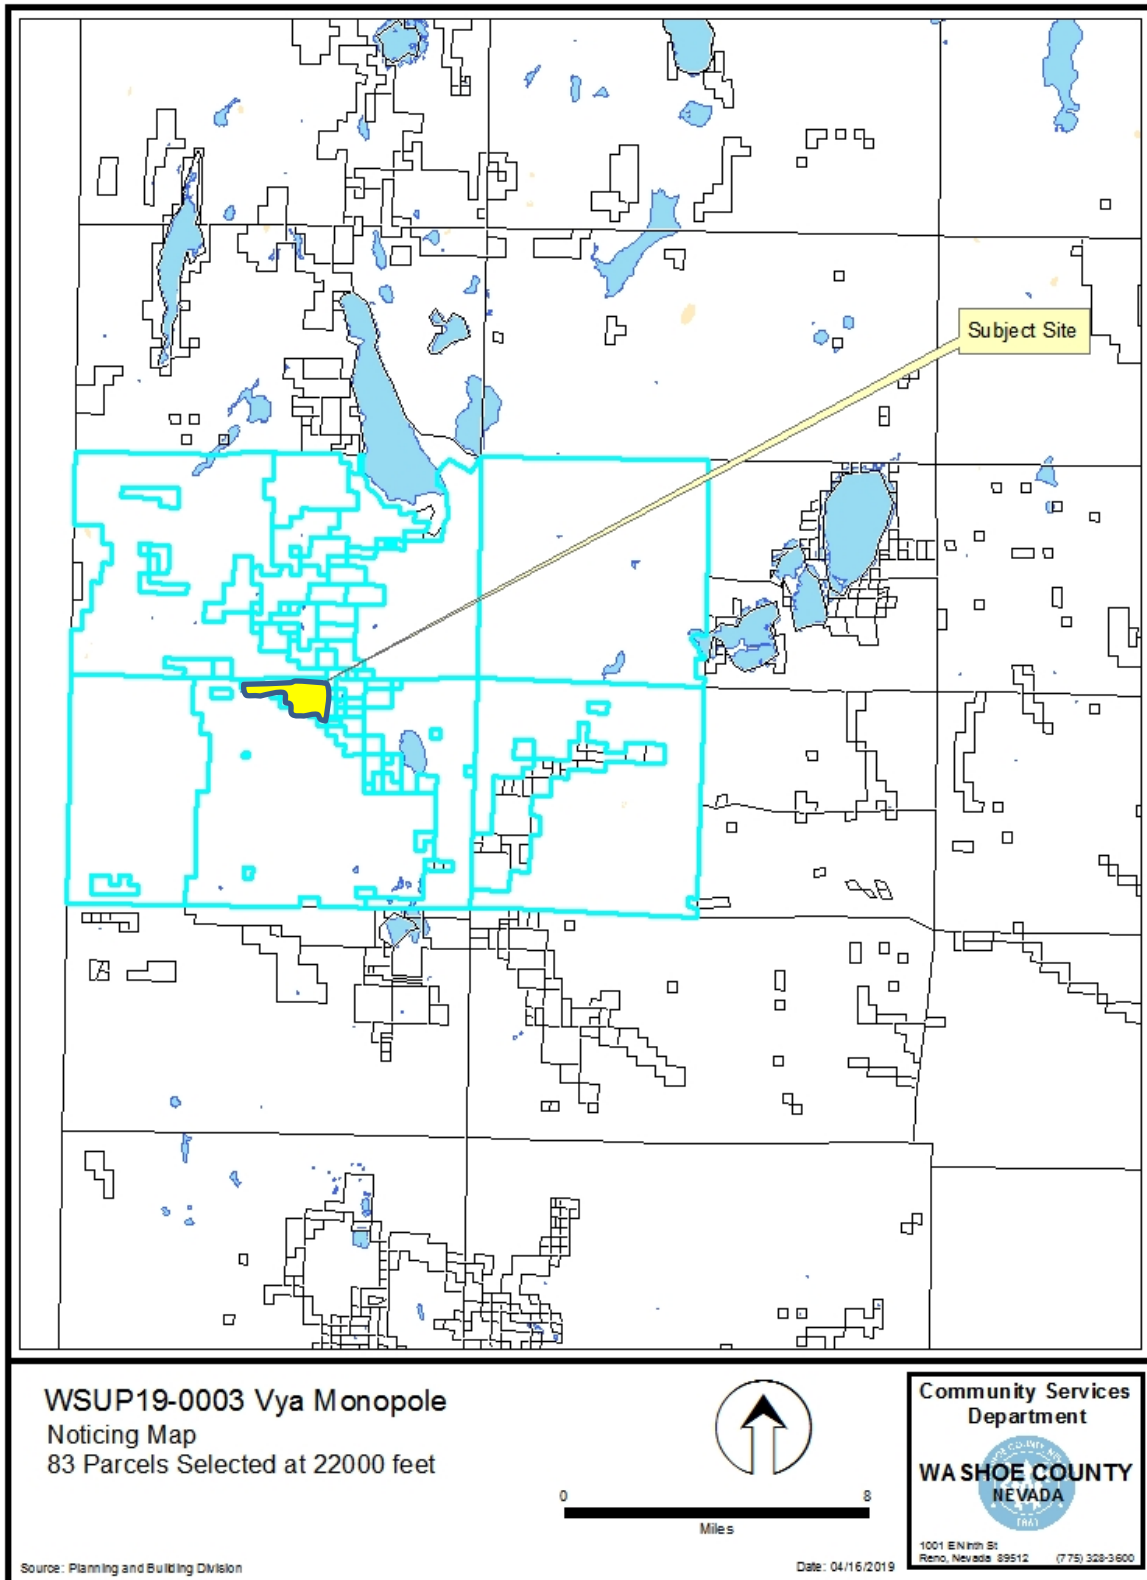 Subject Site
WSUP19-0003 Vya Monopole
Noticing Map
83 Parcels Selected at 22000 feet
0 8
Miles
Source: Planning and Building Division
Date: 04/16/2019
Community Services
Department
WASHOE COUNTY
NEVADA
1861
1001 E Ninth St
Reno, Nevada 89512 (775) 328-3600